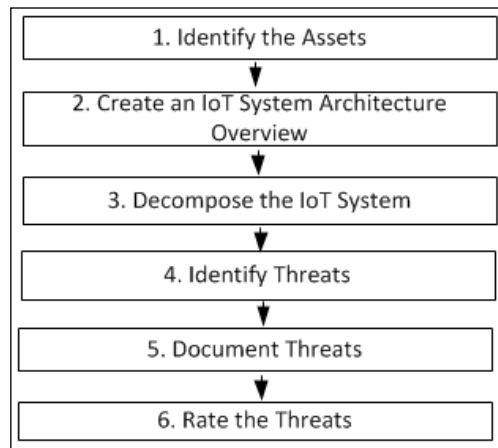 1. Identify the Assets
2. Create an IoT System Architecture
Overview
3. Decompose the IoT System
4. Identify Threats
5. Document Threats
6. Rate the Threats